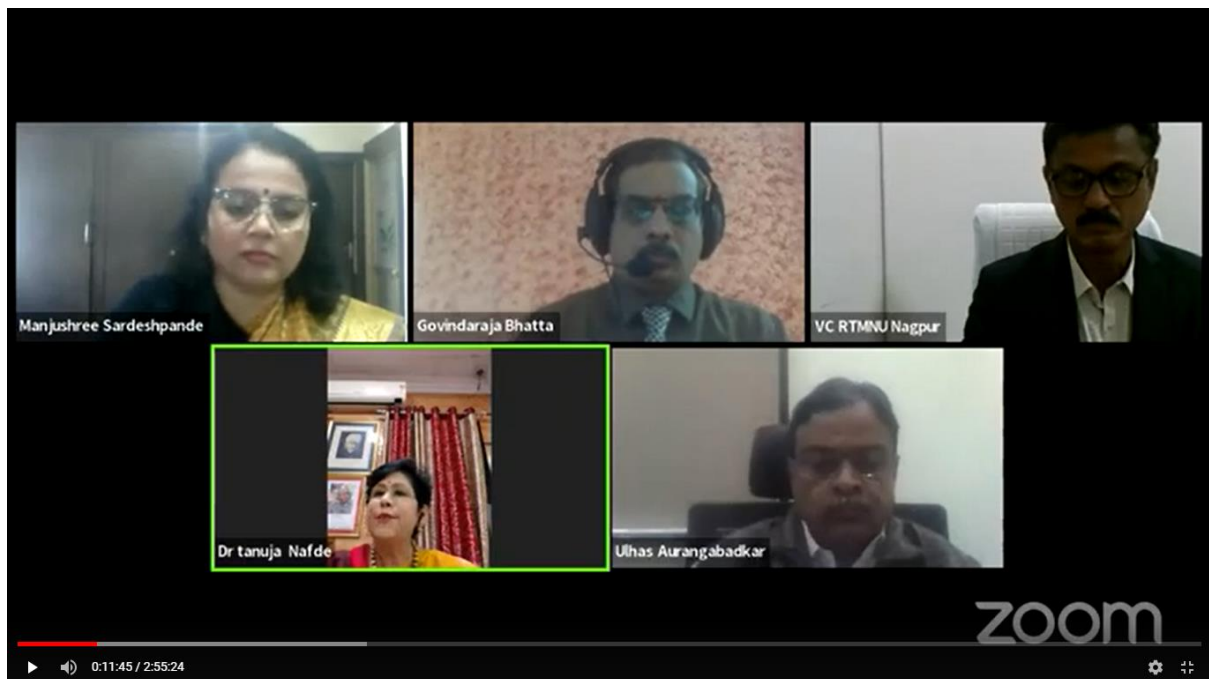 Manjushree Sardeshpande
Govindaraja Bhatta
VC RTMNU Nagpur
Dr tanuja Nafde
Ulhas Aurangabadkar
zoom
0:11:45 / 2:55:24